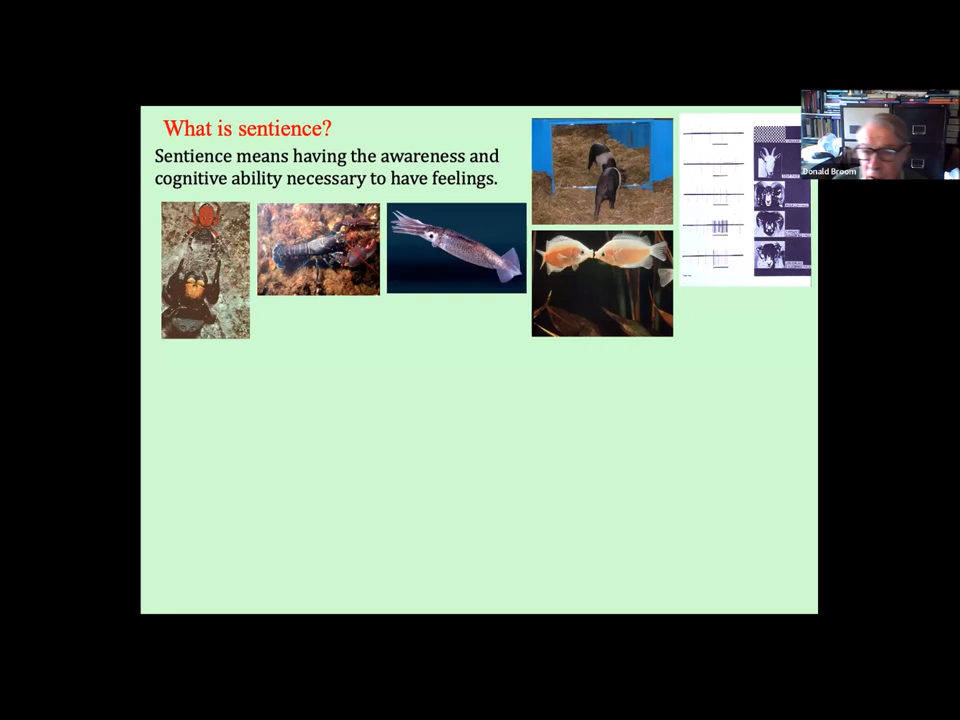 What is sentience?
Sentience means having the awareness and
cognitive ability necessary to have feelings.
Donald Broom